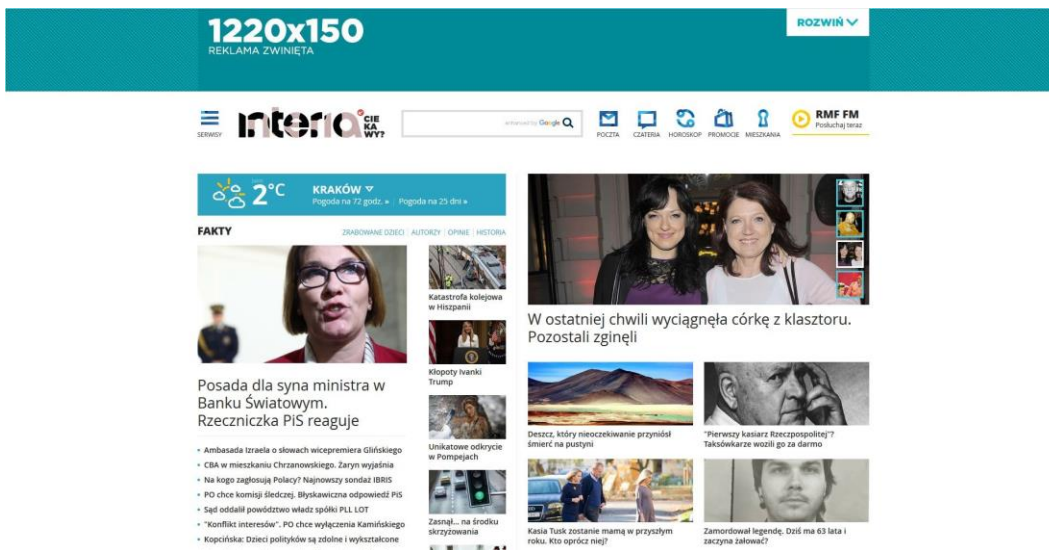 1220x150
REKLAMA ZWINIĘTA
ROZWIŃ
SERWISY
interia
CIE
KA
WY?
enhanced by Google
POCZTA
CZATERIA
HOROSKOP
PROMOCJE
MIESZKANIA
RMF FM
Posłuchaj teraz
2°C
KRAKÓW
Pogoda na 72 godz. » | Pogoda na 25 dni »
FAKTY
ZRABOWANE DZIECI | AUTORZY | OPINIE | HISTORIA
Posada dla syna ministra w
Banku Światowym.
Rzeczniczka PiS reaguje
• Ambasada Izraela o słowach wicepremiera Glińskiego
• CBA w mieszkaniu Chrzanowskiego. Żaryn wyjaśnia
• Na kogo zagłosują Polacy? Najnowszy sondaż IBRIS
• PO chce komisji śledczej. Błyskawiczna odpowiedź PiS
• Sąd oddalił powództwo władz spółki PLL LOT
• "Konflikt interesów". PO chce wyłączenia Kamińskiego
• Kopcińska: Dzieci polityków są zdolne i wykształcone
Katastrofa kolejowa
w Hiszpanii
Kłopoty Ivanki
Trump
Unikatowe odkrycie
w Pompejach
Zasnął... na środku
skrzyżowania
W ostatniej chwili wyciągnęła córkę z klasztoru.
Pozostali zginęli
Deszcz, który nieoczekiwanie przyniósł
śmierć na pustyni
"Pierwszy kasiarz Rzeczpospolitej"?
Taksówkarze wozili go za darmo
Kasia Tusk zostanie mamą w przyszłym
roku. Kto oprócz niej?
Zamordował legendę. Dziś ma 63 lata i
zaczyna żałować?